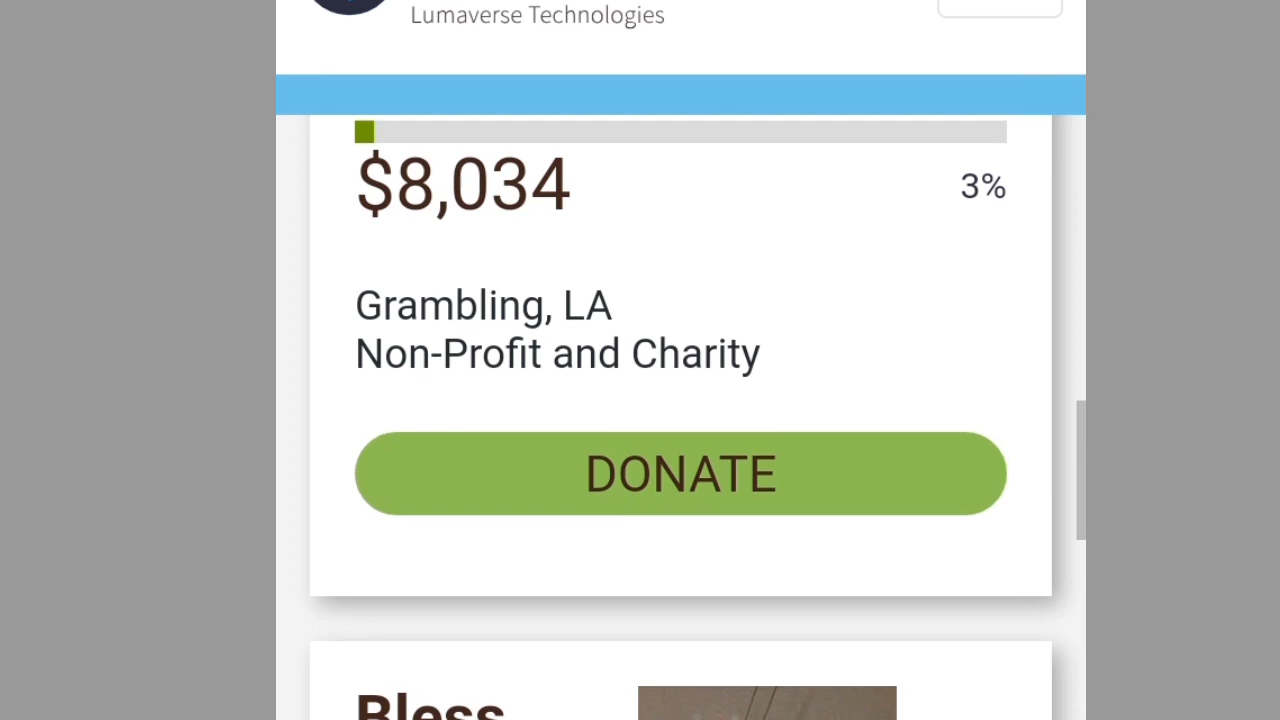 Lumaverse Technologies
$8,034
3%
Grambling, LA
Non-Profit and Charity
DONATE
Bless